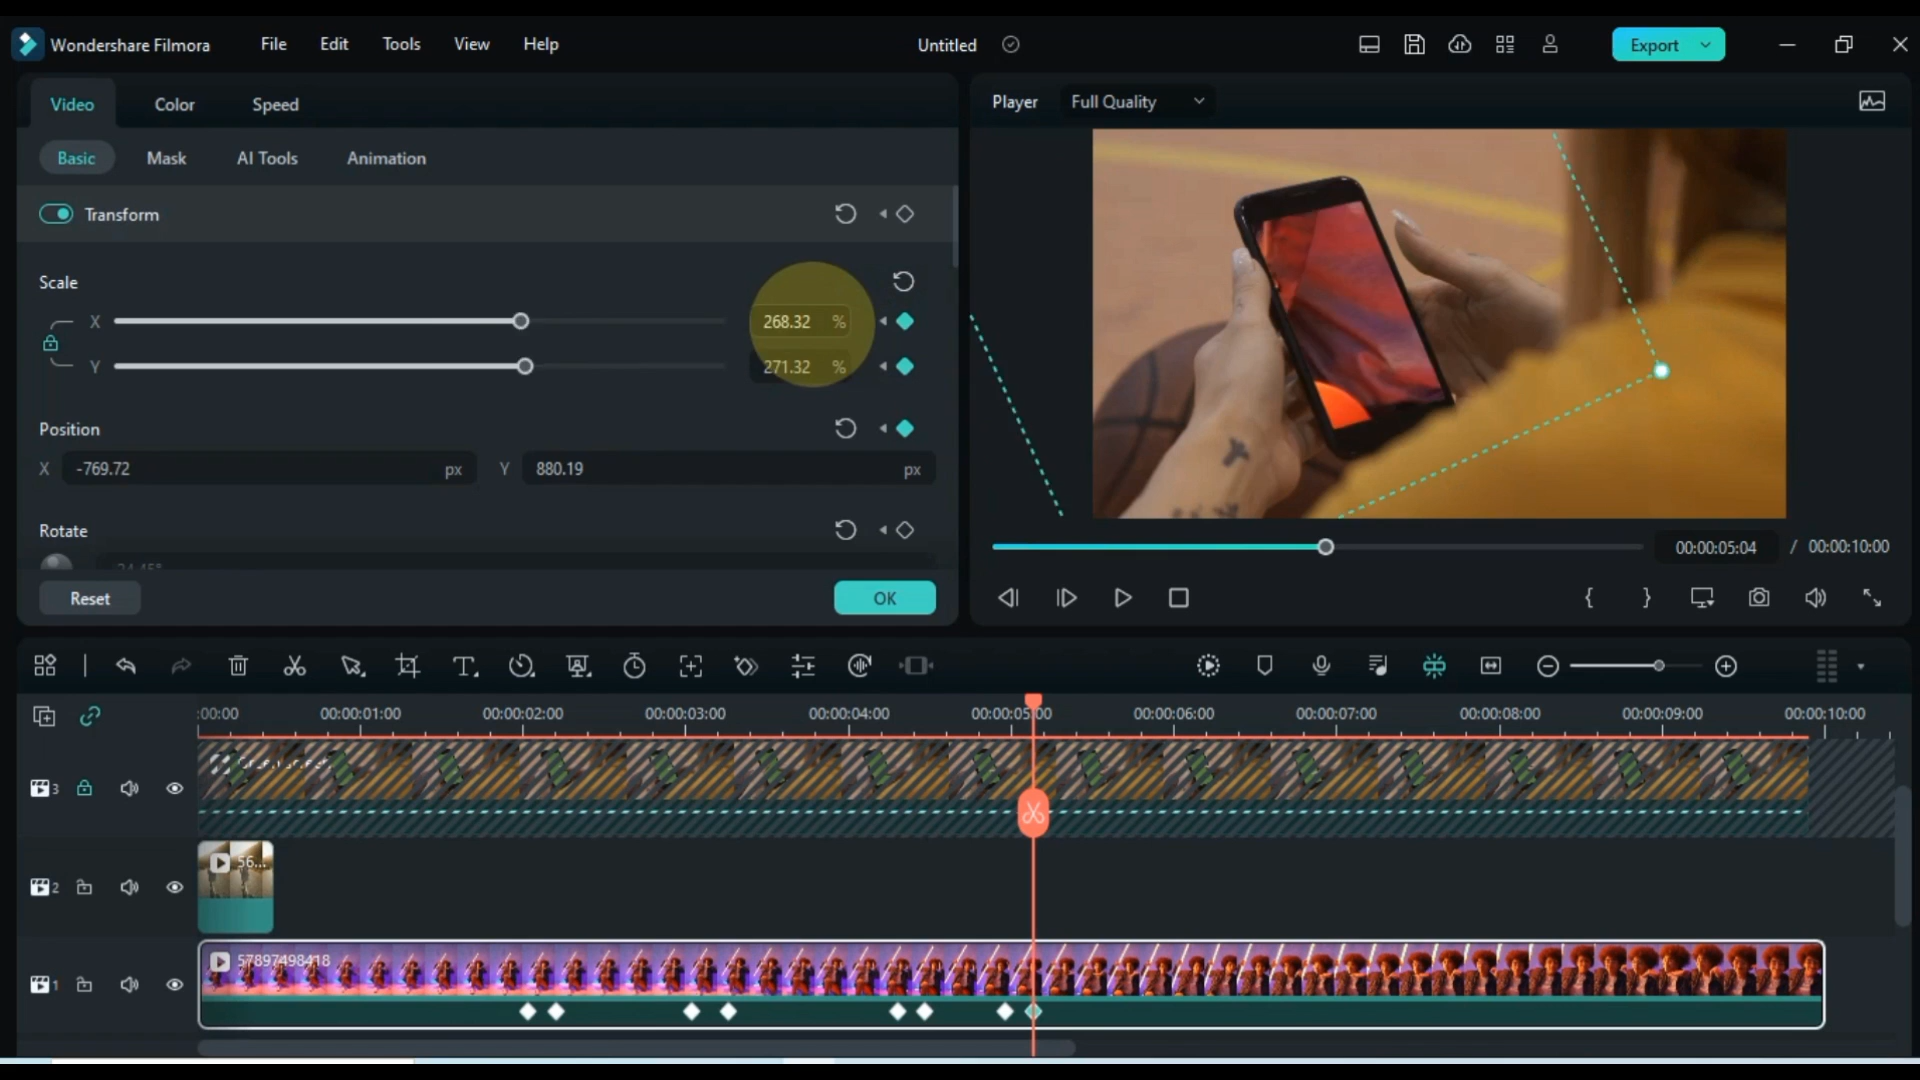 Wondershare Filmora File Edit Tools View Help Untitled Export
Video Color Speed
Player Full Quality
Basic Mask AI Tools Animation
Transform
Scale
X 268.32 %
Y 271.32 %
Position
X -769.72 px Y 880.19 px
Rotate
Reset OK
00:00:05:04 / 00:00:10:00
:00:00 00:00:01:00 00:00:02:00 00:00:03:00 00:00:04:00 00:00:05:00 00:00:06:00 00:00:07:00 00:00:08:00 00:00:09:00 00:00:10:00
3
56...
2
57897498418
1